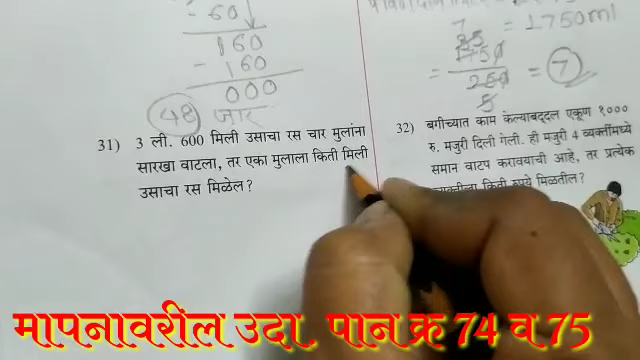 - 60
160
- 160
000
48 जार
= 1750ml
7
= 7
31) 3 ली. 600 मिली उसाचा रस चार मुलांना
सारखा वाटला, तर एका मुलाला किती मिली
उसाचा रस मिळेल?
32) बगीच्यात काम केल्याबद्दल एकूण १०००
रु. मजुरी दिली गेली. ही मजुरी 4 व्यक्तींमध्ये
समान वाटप करावयाची आहे, तर प्रत्येक
किती रुपये मिळतील?
मापनावरील उदा. पान क्र 74 व 75